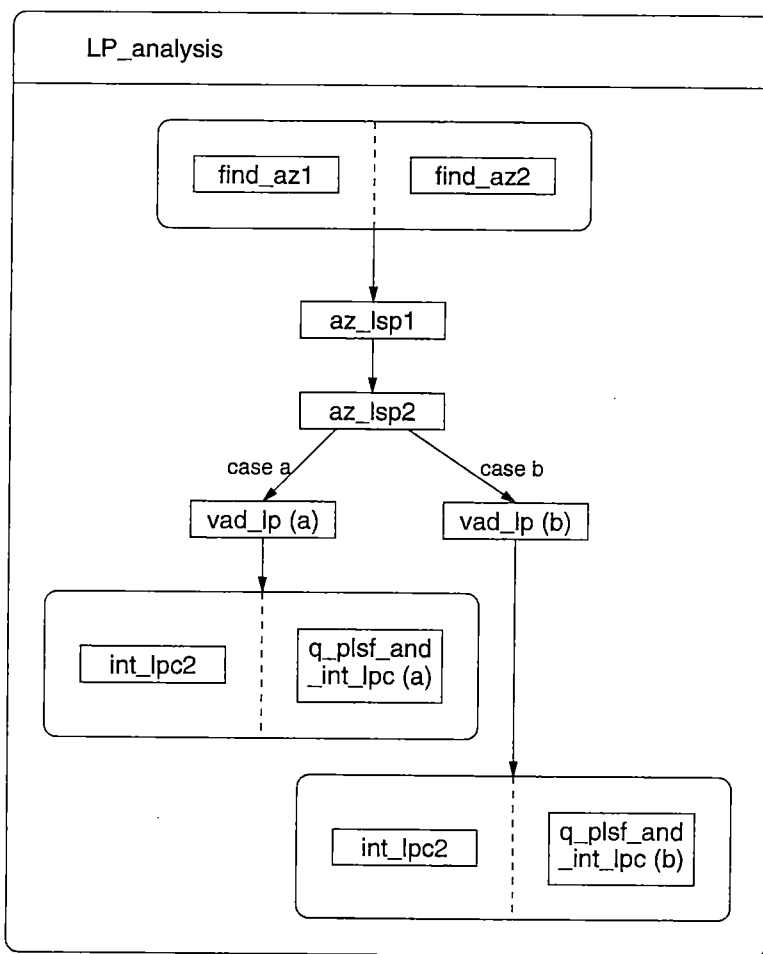 LP_analysis
find_az1
find_az2
az_lsp1
az_lsp2
case a
case b
vad_lp (a)
vad_lp (b)
int_lpc2
q_plsf_and
_int_lpc (a)
int_lpc2
q_plsf_and
_int_lpc (b)